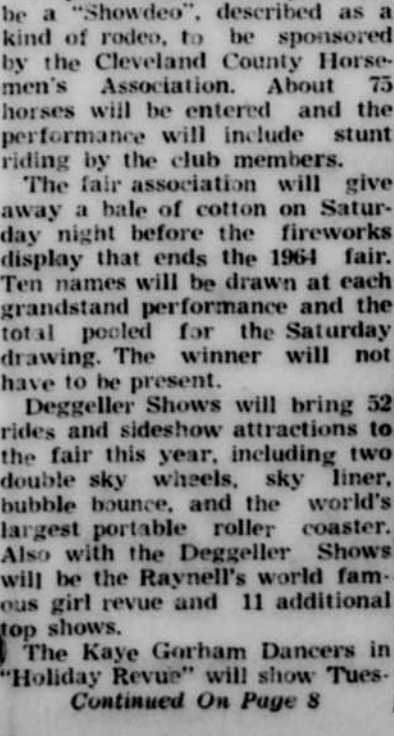 be a "Showdeo", described as a
kind of rodeo, to be sponsored
by the Cleveland County Horse-
men's Association. About 75
horses will be entered and the
performance will include stunt
riding by the club members.
The fair association will give
away a bale of cotton on Satur-
day night before the fireworks
display that ends the 1964 fair.
Ten names will be drawn at each
grandstand performance and the
total pooled for the Saturday
drawing. The winner will not
have to be present.
Deggeller Shows will bring 52
rides and sideshow attractions to
the fair this year, including two
double sky wheels, sky liner,
bubble bounce, and the world's
largest portable roller coaster.
Also with the Deggeller Shows
will be the Raynell's world fam-
ous girl revue and 11 additional
top shows.
The Kaye Gorham Dancers in
"Holiday Revue" will show Tues-
Continued On Page 8